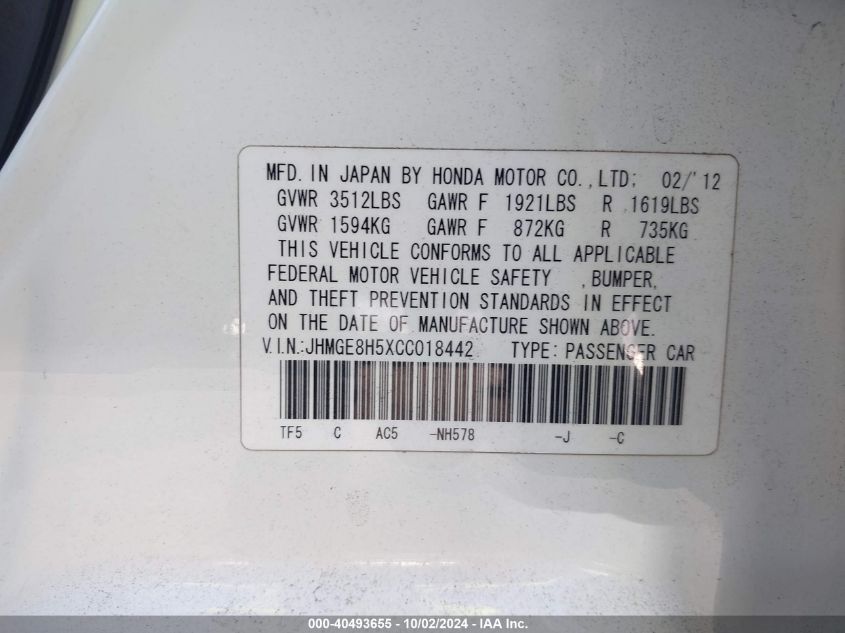 MFD. IN JAPAN BY HONDA MOTOR CO., LTD; 02/'12
GVWR 3512LBS GAWR F 1921LBS R 1619LBS
GVWR 1594KG GAWR F 872KG R 735KG
THIS VEHICLE CONFORMS TO ALL APPLICABLE
FEDERAL MOTOR VEHICLE SAFETY , BUMPER,
AND THEFT PREVENTION STANDARDS IN EFFECT
ON THE DATE OF MANUFACTURE SHOWN ABOVE.
V.I.N.:JHMGE8H5XCC018442 TYPE: PASSENGER CAR
TF5 C AC5 -NH578 -J -C
000-40493655 - 10/02/2024 - IAA Inc.